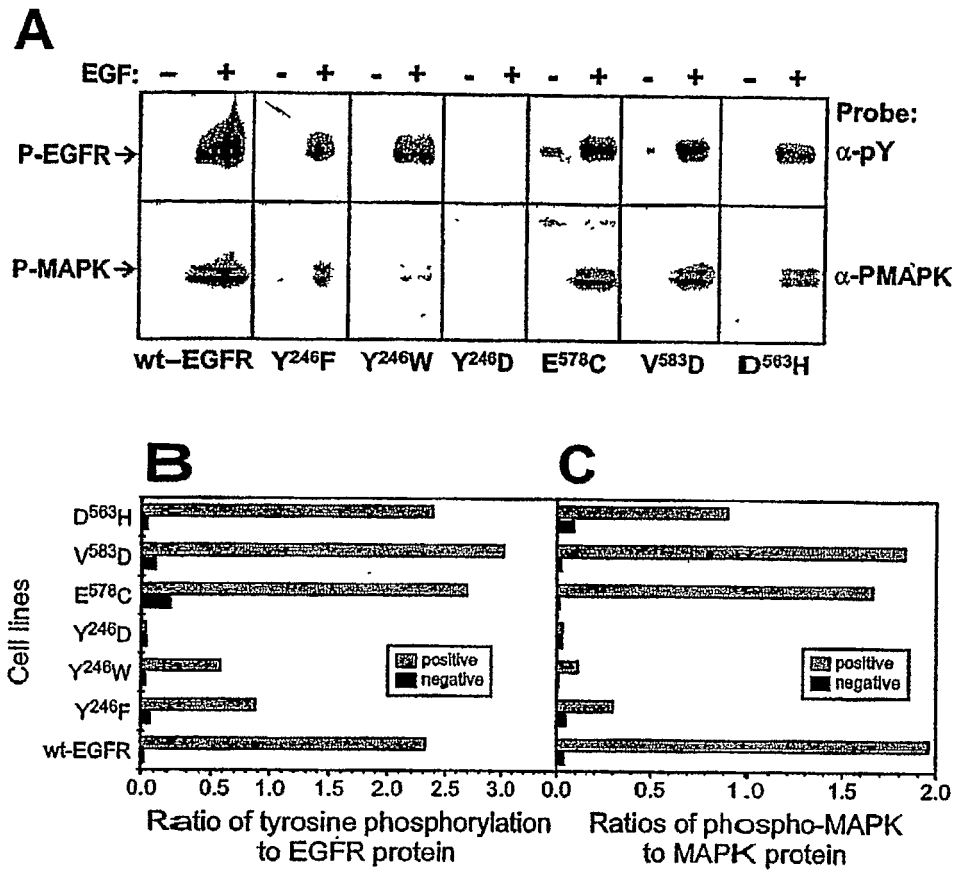 A
EGF: - + - + - + - + - + - + - +
Probe:
P-EGFR→ α-pY
P-MAPK→ α-PMAPK
wt–EGFR Y246F Y246W Y246D E578C V583D D563H
B C
Cell lines
D563H
V583D
E578C
Y246D
Y246W
Y246F
wt-EGFR
positive
negative
positive
negative
0.0 0.5 1.0 1.5 2.0 2.5 3.0 0.0 0.5 1.0 1.5 2.0
Ratio of tyrosine phosphorylation
to EGFR protein
Ratios of phospho-MAPK
to MAPK protein